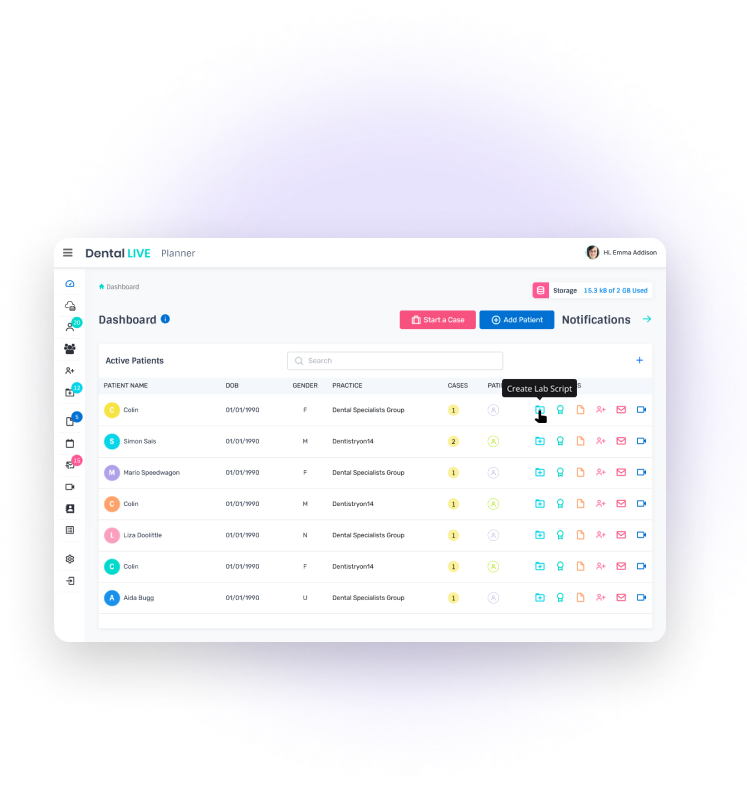 Dental LIVE Planner
Hi, Emma Addison
20
12
5
15
Dashboard
Storage 15.3 kB of 2 GB Used
Dashboard i
Start a Case
Add Patient
Notifications
Active Patients
Search
PATIENT NAME DOB GENDER PRACTICE CASES
Create Lab Script
C Colin 01/01/1990 F Dental Specialists Group 1
S Simon Sais 01/01/1990 M Dentistryon14 2
M Mario Speedwagon 01/01/1990 F Dental Specialists Group 1
C Colin 01/01/1990 M Dentistryon14 1
L Liza Doolittle 01/01/1990 N Dental Specialists Group 1
C Colin 01/01/1990 F Dentistryon14 1
A Aida Bugg 01/01/1990 U Dental Specialists Group 1